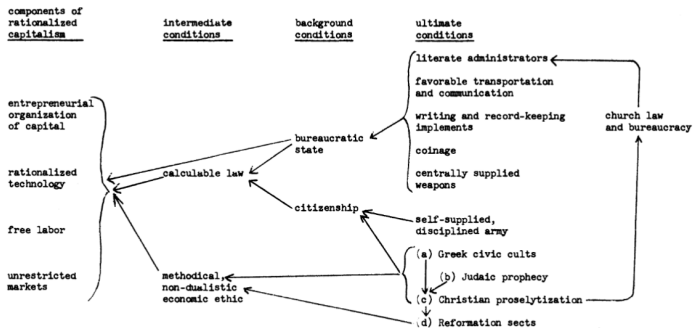 components of
rationalized
capitalism
intermediate
conditions
background
conditions
ultimate
conditions
literate administrators
favorable transportation
and communication
entrepreneurial
organization
of capital
writing and record-keeping
implements
church law
and bureaucracy
bureaucratic
state
coinage
rationalized
technology
calculable law
centrally supplied
weapons
citizenship
self-supplied,
disciplined army
free labor
(a) Greek civic cults
(b) Judaic prophecy
unrestricted
markets
methodical,
non-dualistic
economic ethic
(c) Christian proselytization
(d) Reformation sects